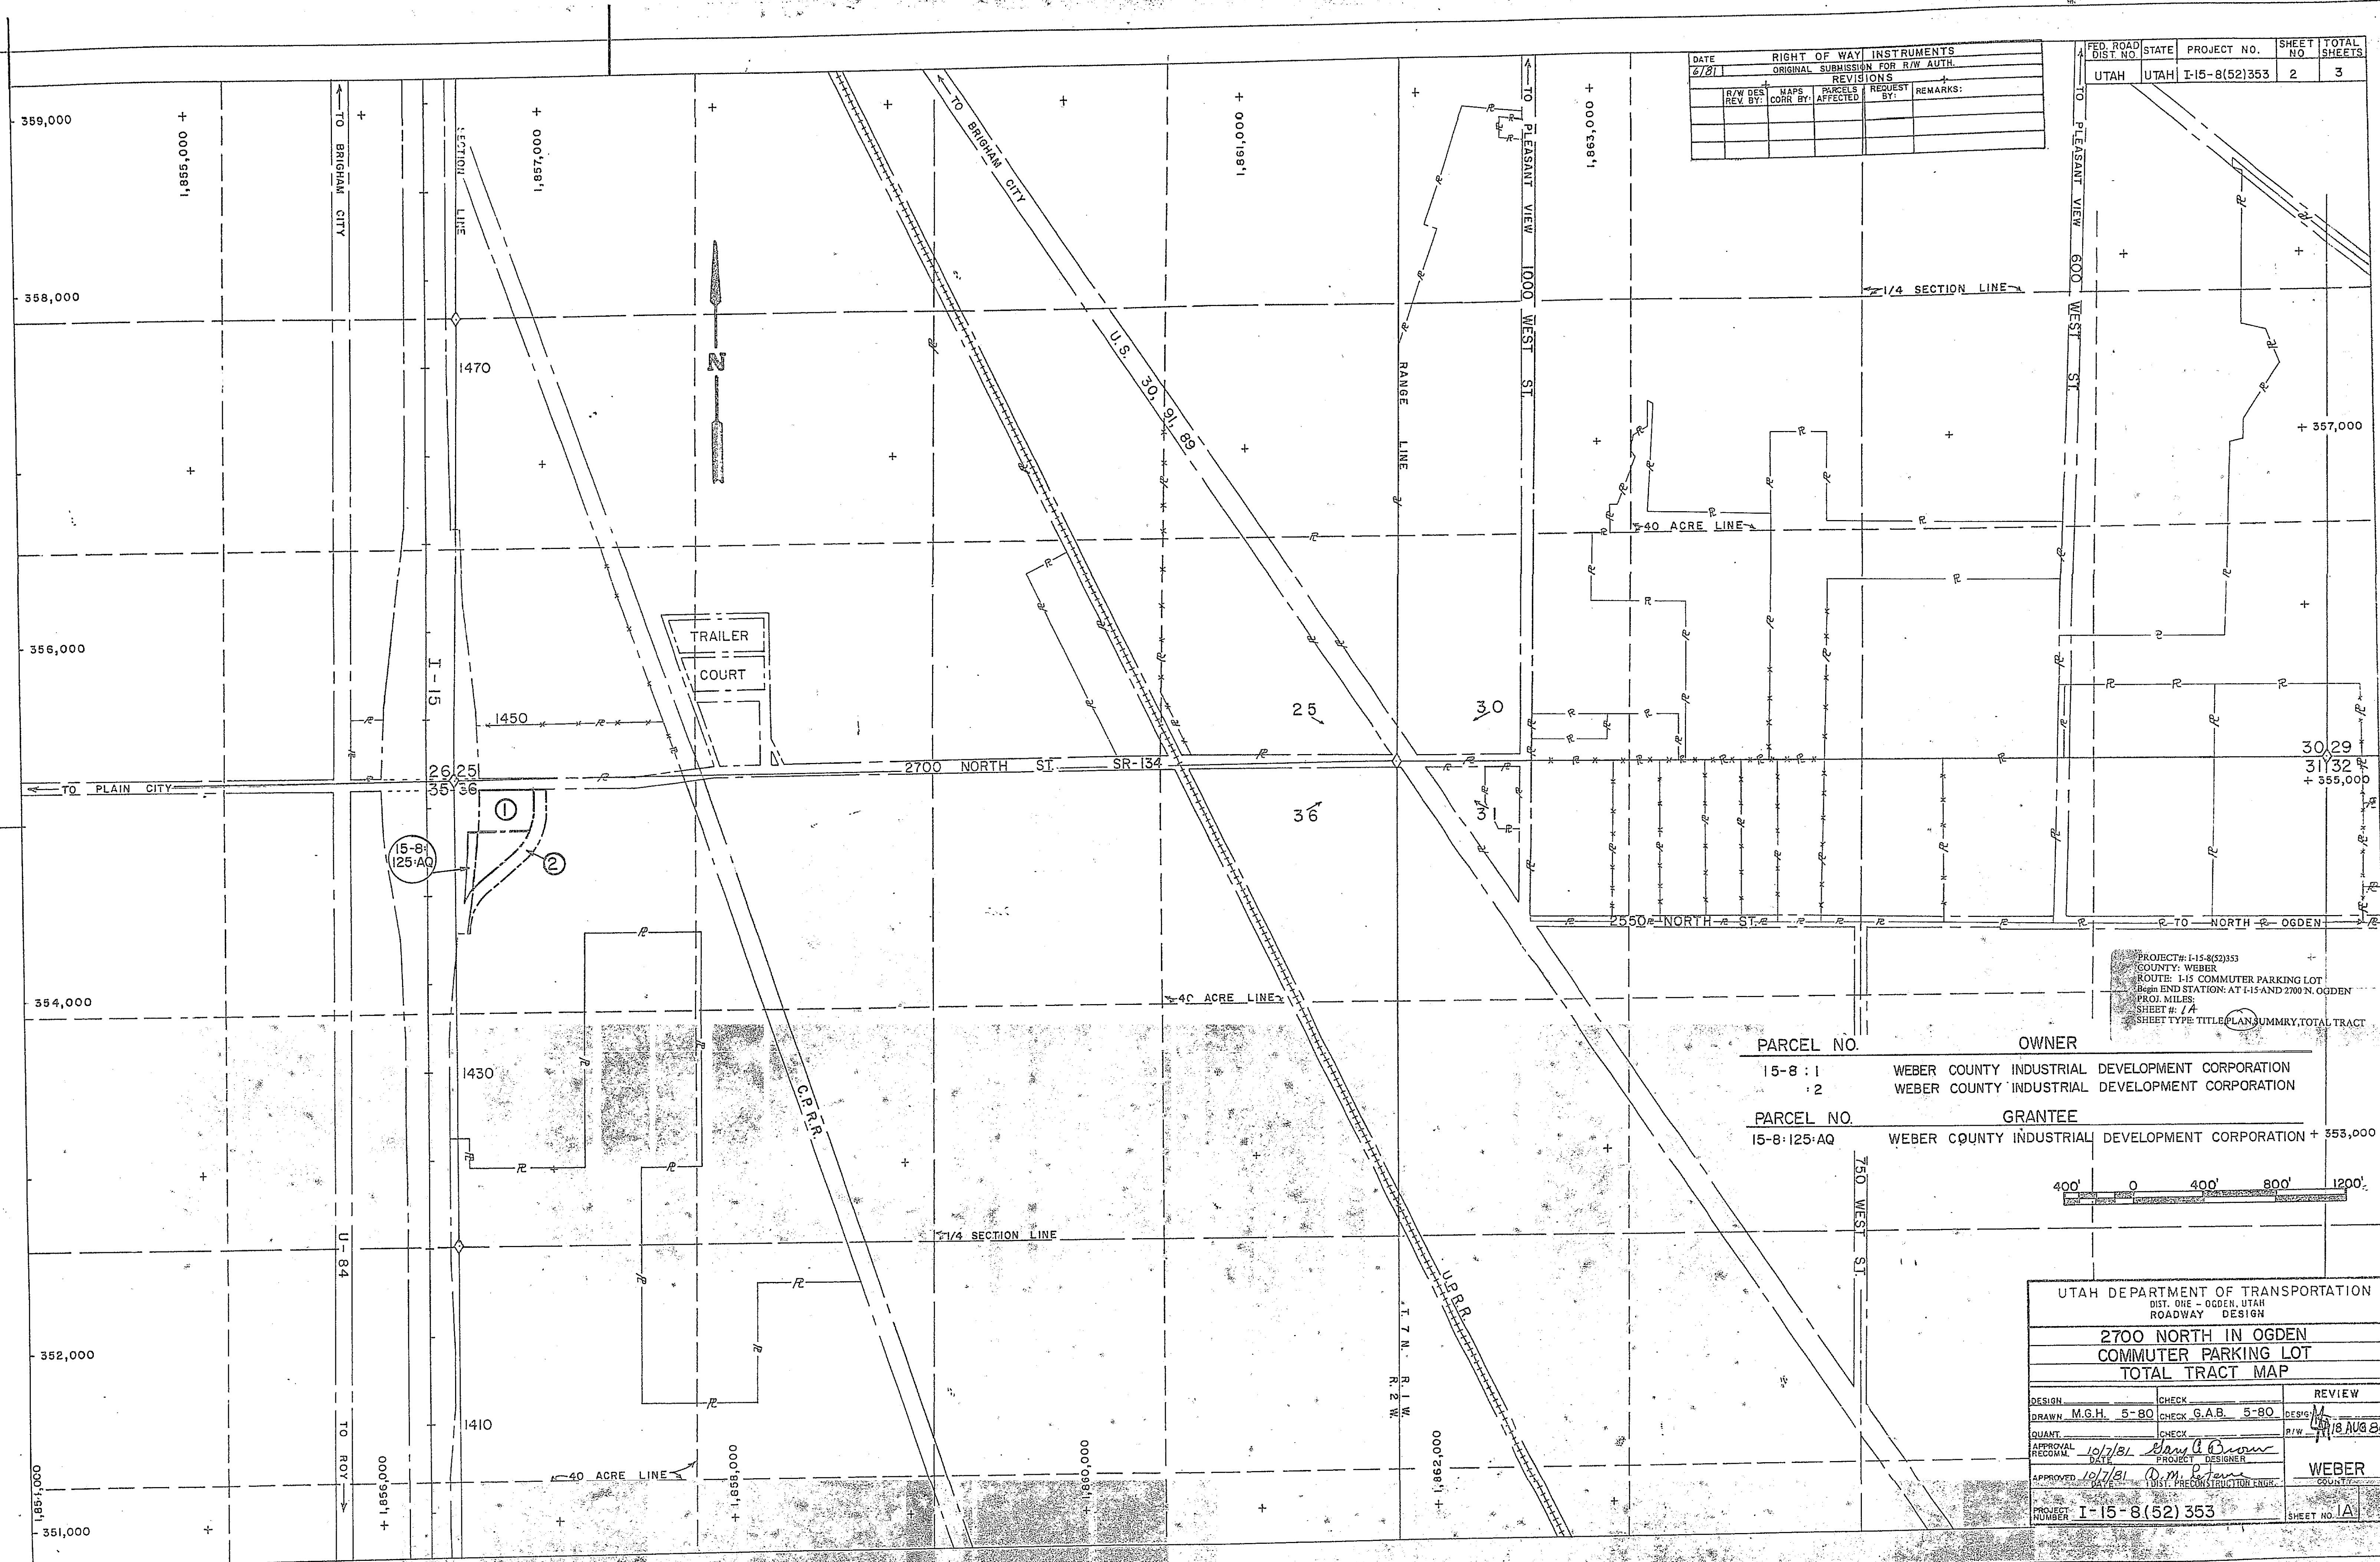 DATE RIGHT OF WAY INSTRUMENTS
6/81 ORIGINAL SUBMISSION FOR R/W AUTH.
REVISIONS
R/W DES. REV. BY: MAPS CORR BY: PARCELS AFFECTED REQUEST BY: REMARKS:
FED. ROAD DIST. NO. STATE PROJECT NO. SHEET NO. TOTAL SHEETS
UTAH UTAH I-15-8(52)353 2 3
359,000
1,855,000
TO BRIGHAM CITY
SECTION LINE
1,857,000
TO BRIGHAM CITY
1,861,000
TO PLEASANT VIEW 1000 WEST ST.
1,863,000
TO PLEASANT VIEW 600 WEST ST.
358,000
1/4 SECTION LINE
N
1470
U.S. 30, 91, 89
RANGE LINE
357,000
40 ACRE LINE
356,000
I-15
TRAILER
COURT
1450
25
30
26 25
35 36
2700 NORTH ST. SR-134
30 29
31 32
355,000
TO PLAIN CITY
1
2
15-8:
125:AQ
36
31
2550 NORTH ST.
TO NORTH OGDEN
354,000
40 ACRE LINE
PROJECT#: I-15-8(52)353
COUNTY: WEBER
ROUTE: I-15 COMMUTER PARKING LOT
Begin END STATION: AT I-15 AND 2700 N. OGDEN
PROJ. MILES:
SHEET #: 1A
SHEET TYPE: TITLE,PLAN,SUMMRY,TOTAL TRACT
PARCEL NO. OWNER
15-8 : 1 WEBER COUNTY INDUSTRIAL DEVELOPMENT CORPORATION
: 2 WEBER COUNTY INDUSTRIAL DEVELOPMENT CORPORATION
PARCEL NO. GRANTEE
15-8:125:AQ WEBER COUNTY INDUSTRIAL DEVELOPMENT CORPORATION
353,000
1430
C.P.R.R.
750 WEST ST.
400' 0 400' 800' 1200'
U-84
1/4 SECTION LINE
U.P.R.R.
T. 7 N.
R. 1 W.
R. 2 W.
352,000
1410
TO ROY
40 ACRE LINE
1,854,000
1,856,000
1,858,000
1,860,000
1,862,000
351,000
UTAH DEPARTMENT OF TRANSPORTATION
DIST. ONE - OGDEN, UTAH
ROADWAY DESIGN
2700 NORTH IN OGDEN
COMMUTER PARKING LOT
TOTAL TRACT MAP
DESIGN CHECK REVIEW
DRAWN M.G.H. 5-80 CHECK G.A.B. 5-80 DESIG
QUANT. CHECK R/W 18 AUG 8
APPROVAL RECOMM. 10/7/81 Gary A Brown
DATE PROJECT DESIGNER
APPROVED 10/7/81 D.M.
DATE DIST. PRECONSTRUCTION ENGR.
WEBER
COUNTY
PROJECT NUMBER I-15-8(52) 353 SHEET NO. 1A